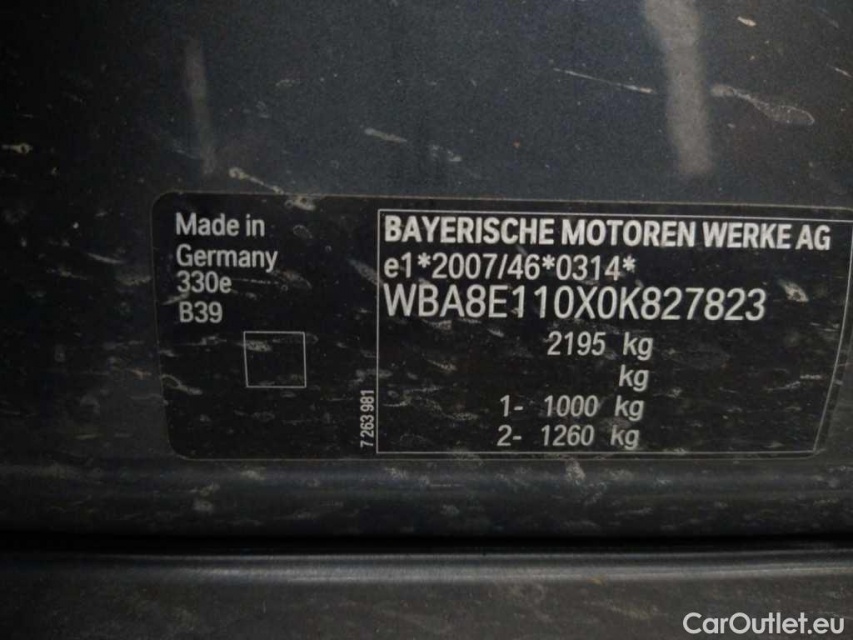 Made in
Germany
330e
B39
7 263 981
BAYERISCHE MOTOREN WERKE AG
e1*2007/46*0314*
WBA8E110X0K827823
2195 kg
kg
1- 1000 kg
2- 1260 kg
CarOutlet.eu